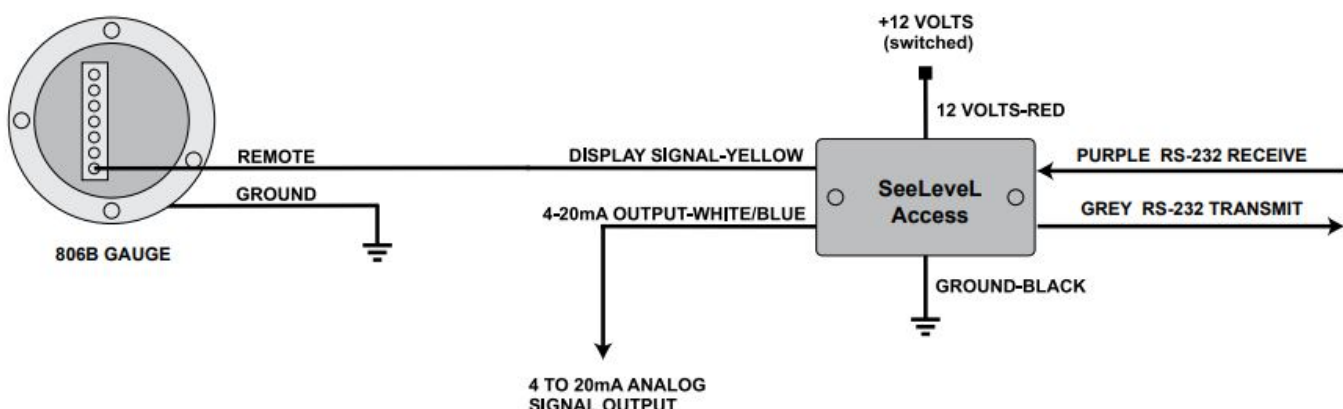 +12 VOLTS
(switched)
12 VOLTS-RED
REMOTE
DISPLAY SIGNAL-YELLOW
PURPLE RS-232 RECEIVE
SeeLeveL
Access
GROUND
4-20mA OUTPUT-WHITE/BLUE
GREY RS-232 TRANSMIT
806B GAUGE
GROUND-BLACK
4 TO 20mA ANALOG
SIGNAL OUTPUT